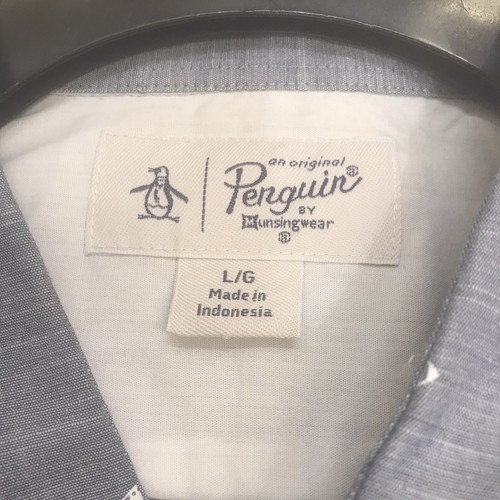 an original
Penguin®
BY
Munsingwear
®
L/G
Made in
Indonesia